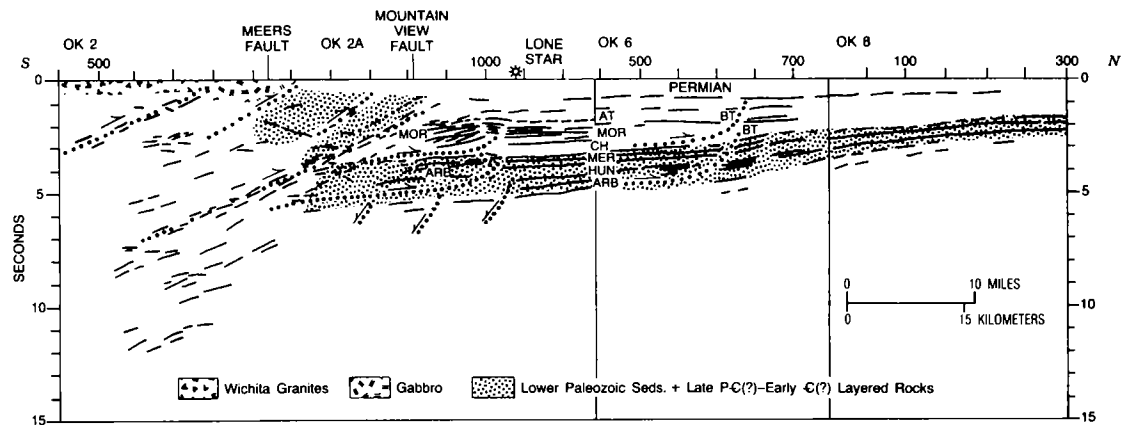 MEERS FAULT
MOUNTAIN VIEW FAULT
LONE STAR
OK 2
OK 2A
OK 6
OK 8
S
500
1000
500
700
100
300
N
0
5
10
15
SECONDS
0
5
10
15
PERMIAN
AT
BT
BT
MOR
MOR
CH
MER
HUN
ARB
ARB
0 10 MILES
0 15 KILOMETERS
Wichita Granites
Gabbro
Lower Paleozoic Seds. + Late P-Є(?)–Early Є(?) Layered Rocks